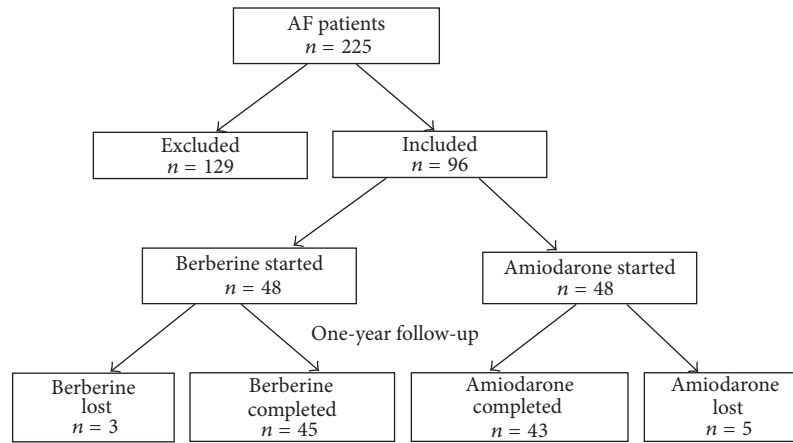 AF patients
n = 225
Excluded
n = 129
Included
n = 96
Berberine started
n = 48
Amiodarone started
n = 48
One-year follow-up
Berberine
lost
n = 3
Berberine
completed
n = 45
Amiodarone
completed
n = 43
Amiodarone
lost
n = 5